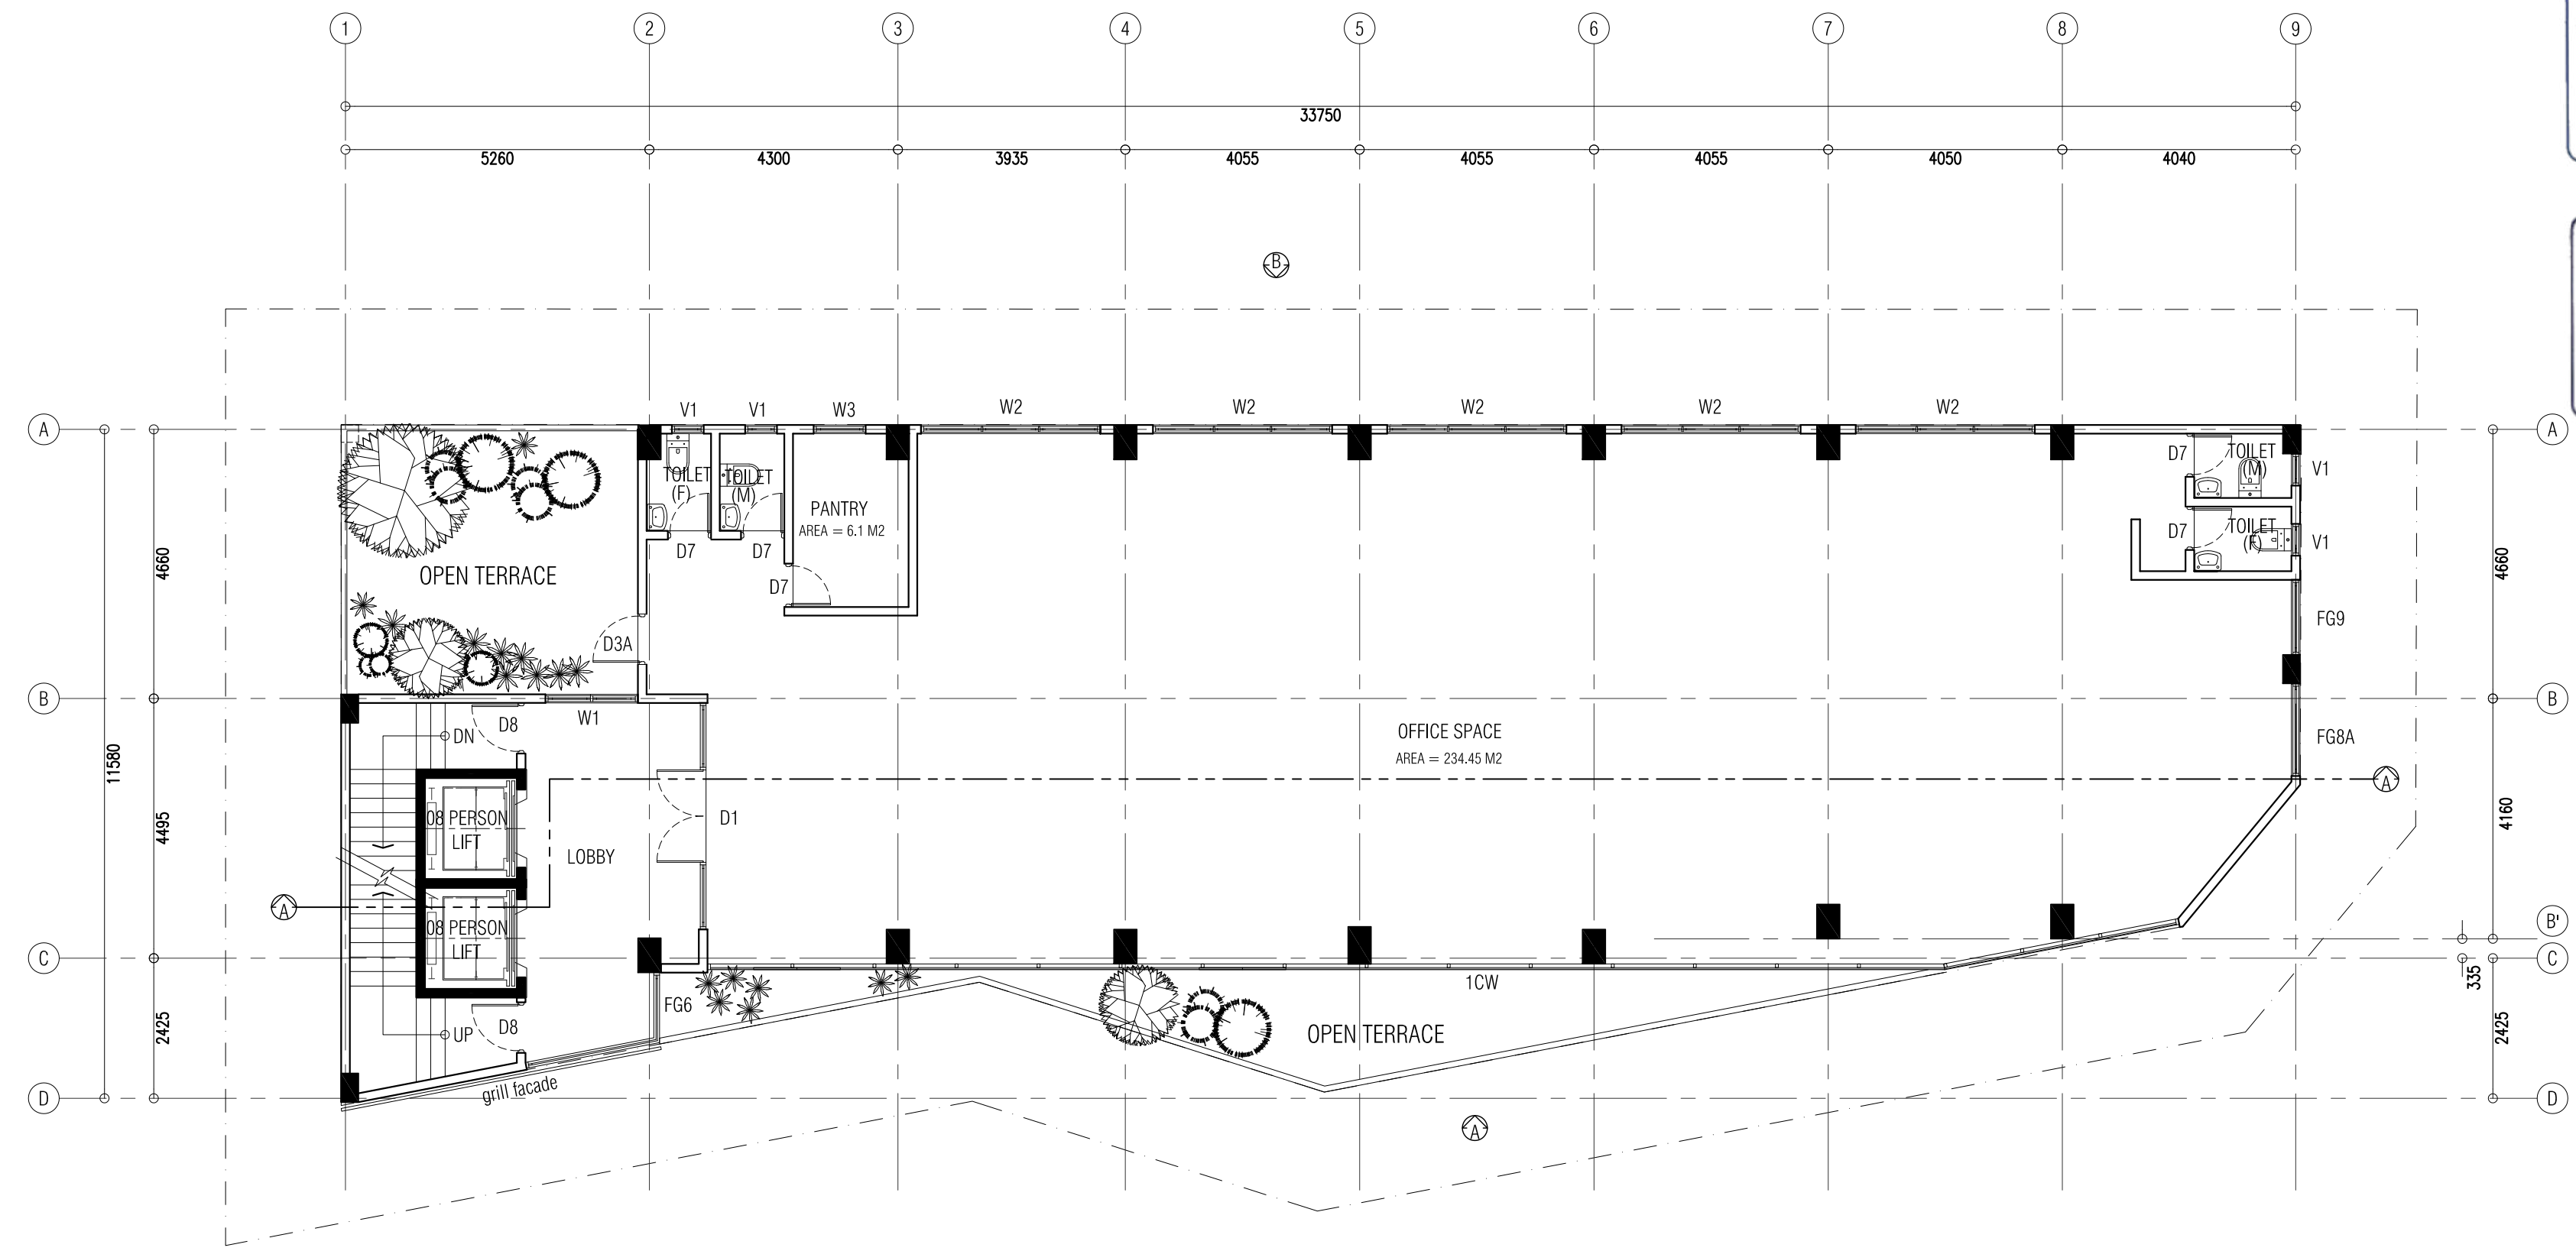 1 2 3 4 5 6 7 8 9
33750
5260 4300 3935 4055 4055 4055 4050 4040
B
V1 V1 W3 W2 W2 W2 W2 W2
A A
TOILET
(F)
TOILET
(M)
TOILET
(M)
D7
V1
PANTRY
AREA = 6.1 M2
TOILET
(F)
D7
V1
D7 D7
4660
OPEN TERRACE
D7
4660
FG9
D3A
B B
W1
D8
DN
OFFICE SPACE
AREA = 234.45 M2
FG8A
11580
A
08 PERSON
LIFT
D1
4495
4160
LOBBY
A
08 PERSON
LIFT
B'
C C
335
1CW
FG6
D8
UP
2425
OPEN TERRACE
2425
grill facade
D D
A